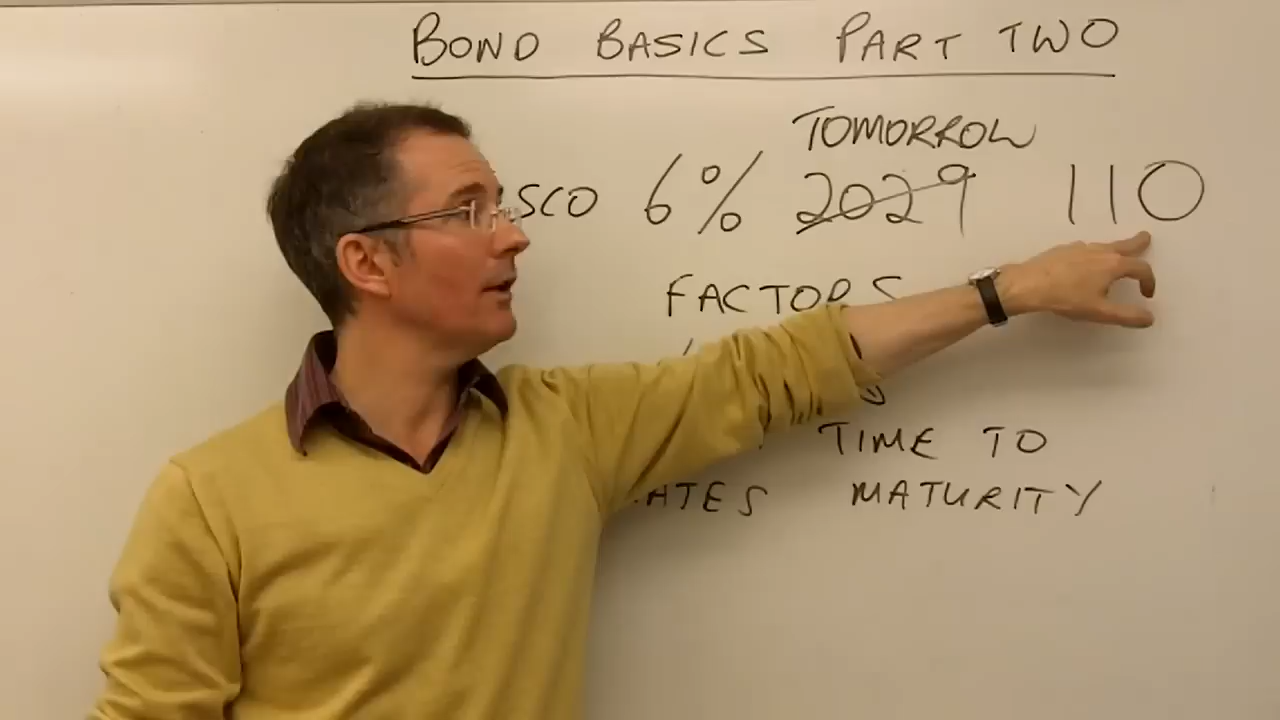 BOND BASICS PART TWO
TOMORROW
SCO 6% 2029 110
FACTORS
TIME TO
ATES MATURITY